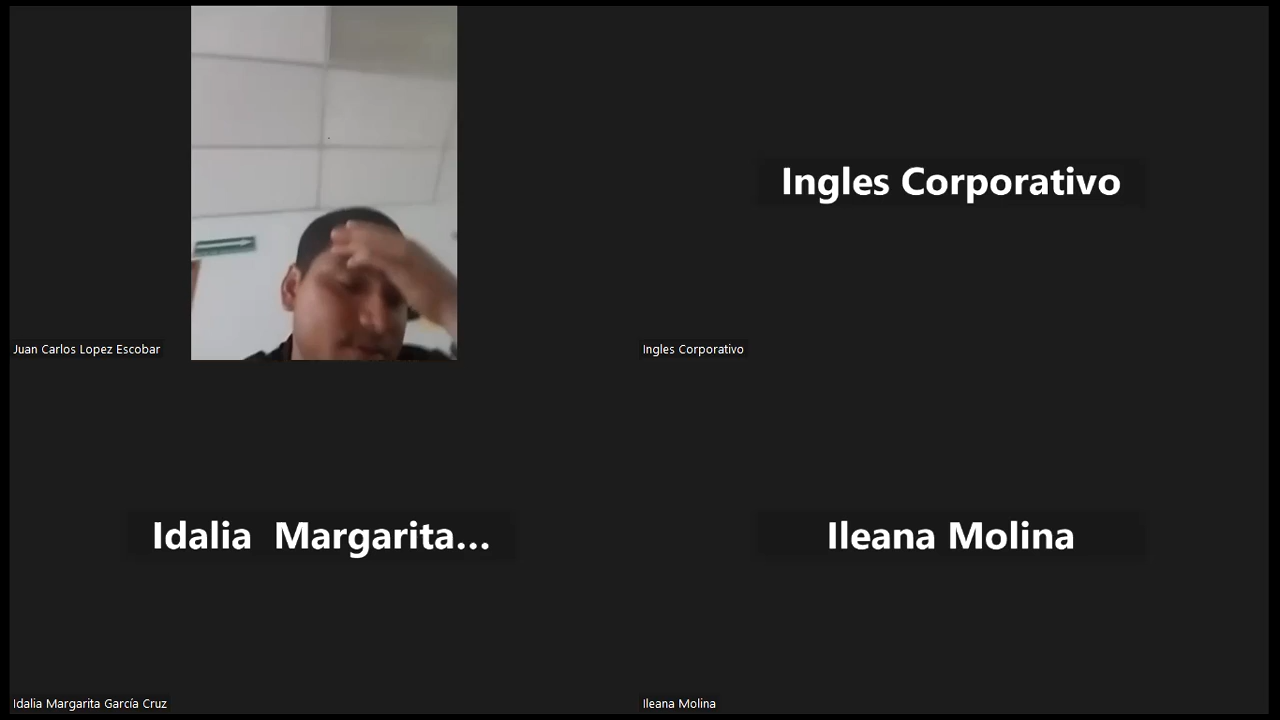 Juan Carlos Lopez Escobar
Ingles Corporativo
Ingles Corporativo
Idalia Margarita...
Idalia Margarita García Cruz
Ileana Molina
Ileana Molina